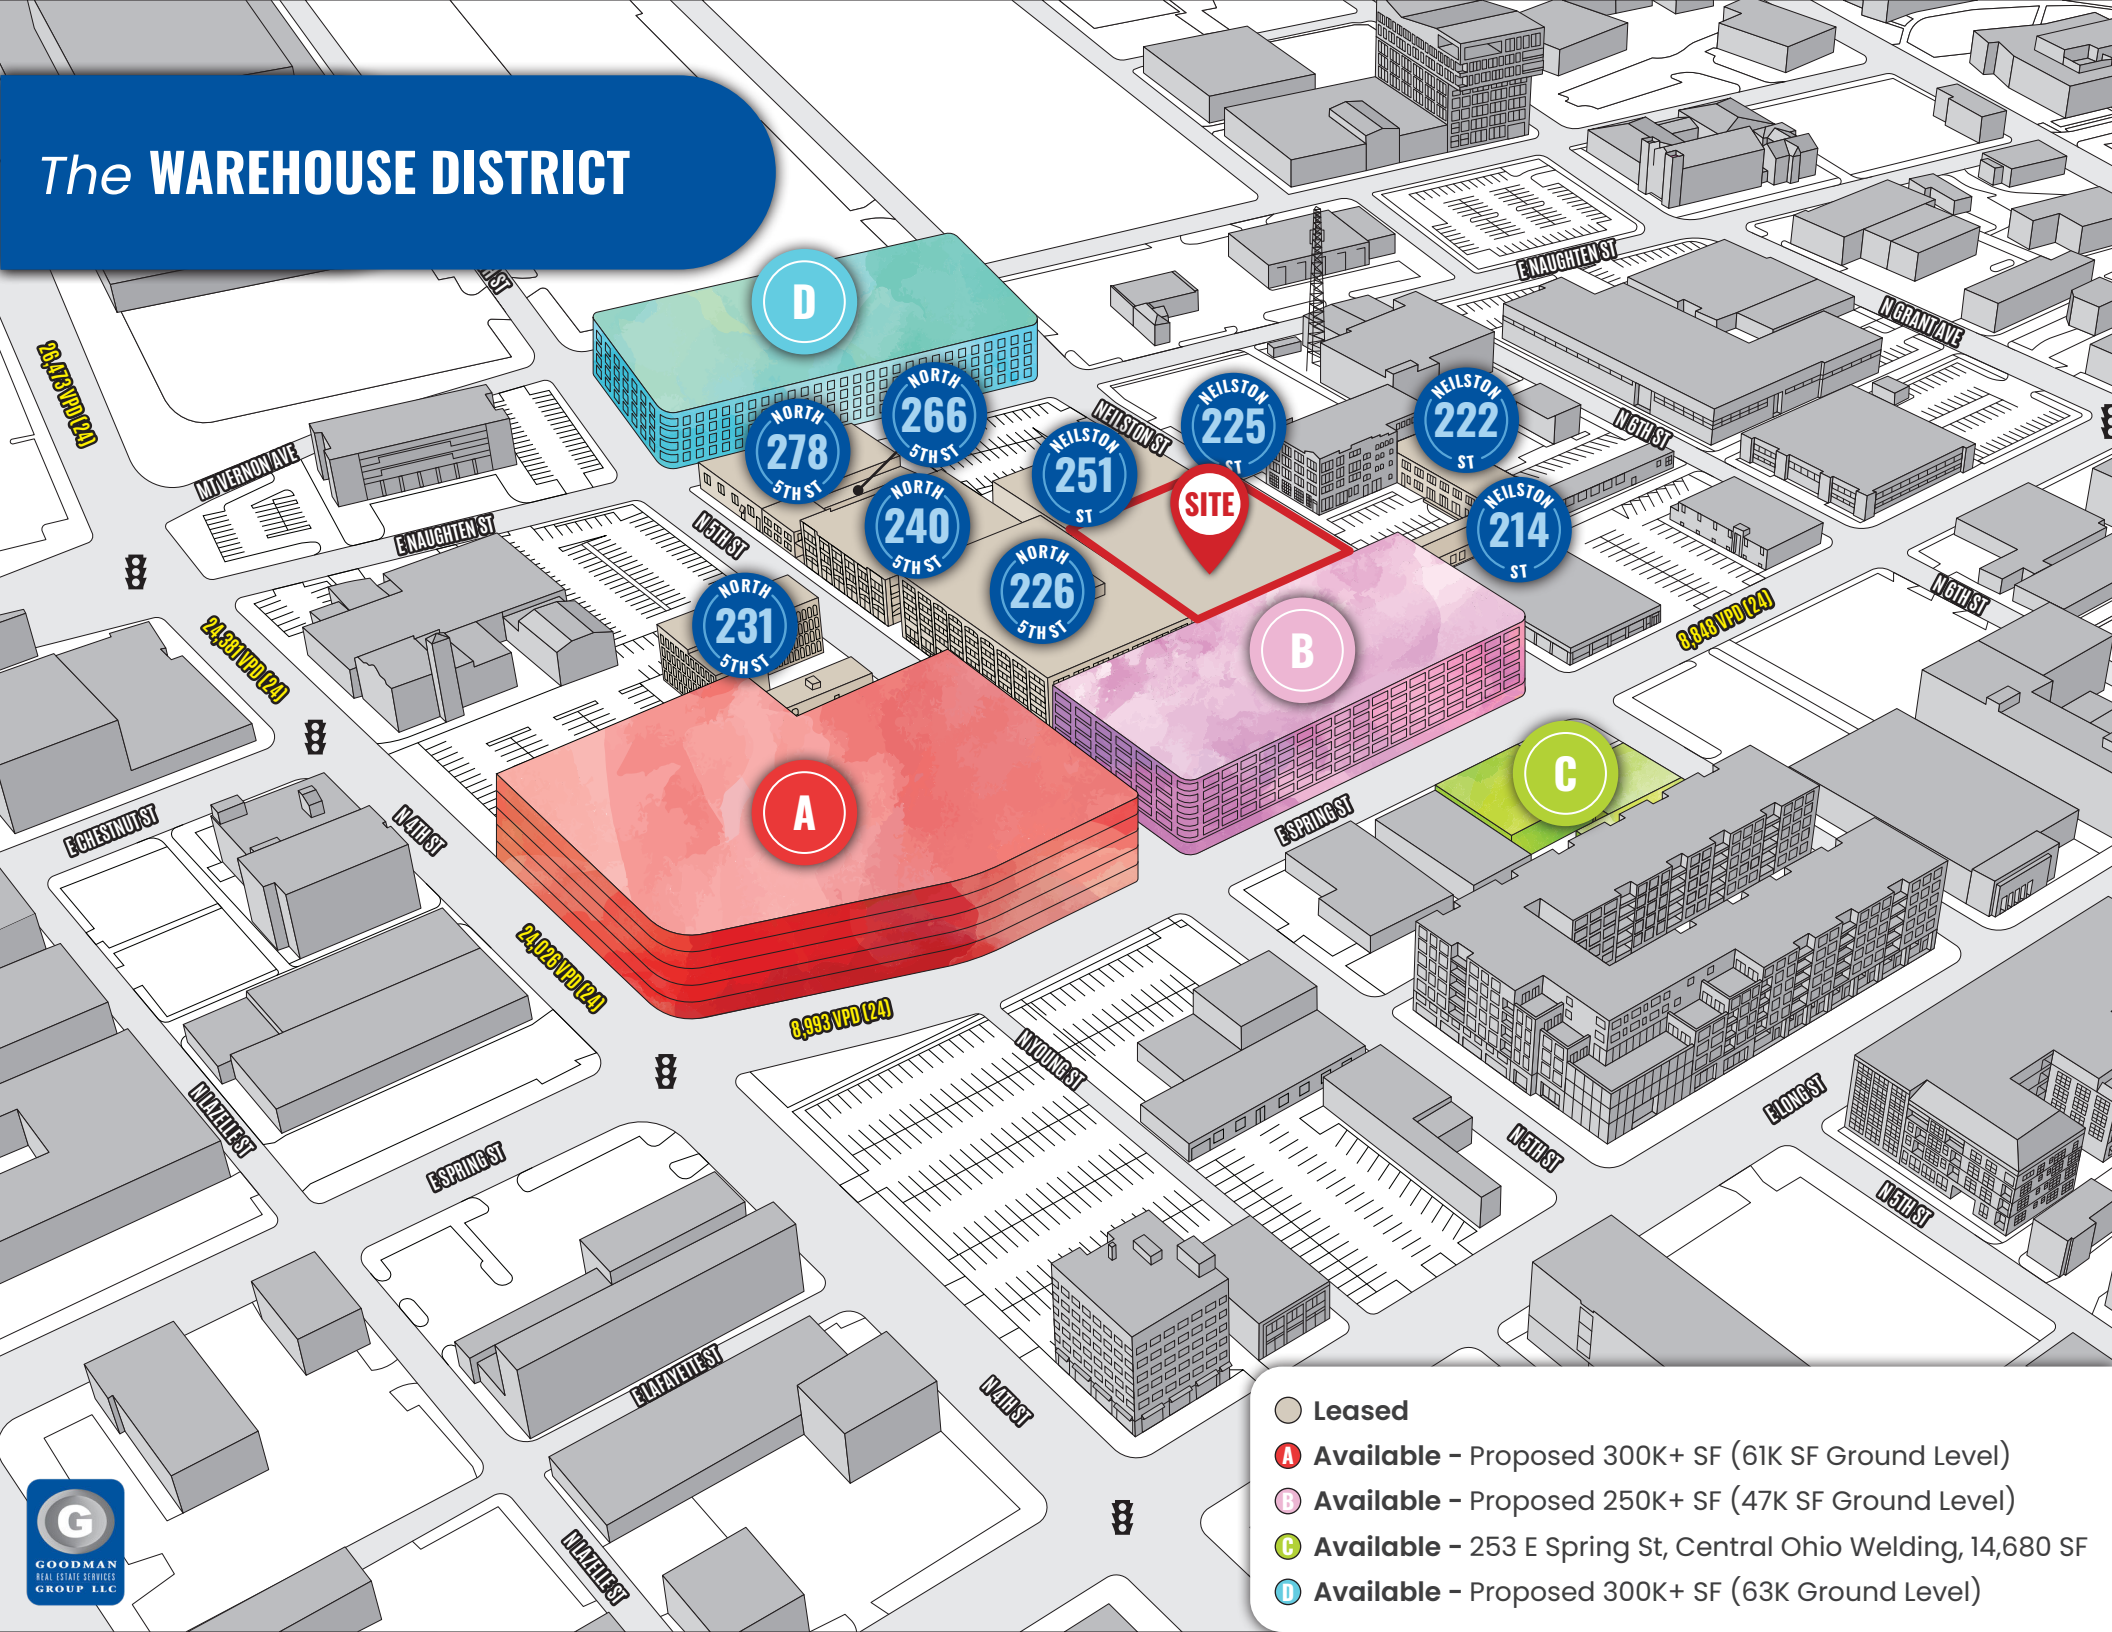 The WAREHOUSE DISTRICT
H ST
D
E NAUGHTEN ST
N GRANT AVE
26,473 VPD (24)
NORTH
266
5TH ST
NEILSTON
225
ST
NEILSTON
222
ST
NORTH
278
5TH ST
NEILSTON ST
N 6TH ST
NEILSTON
251
ST
MT VERNON AVE
SITE
NORTH
240
5TH ST
NEILSTON
214
ST
E NAUGHTEN ST
N 5TH ST
NORTH
226
5TH ST
N 6TH ST
NORTH
231
5TH ST
8,848 VPD (24)
24,381 VPD (24)
B
C
A
E CHESTNUT ST
N 4TH ST
E SPRING ST
24,026 VPD (24)
8,993 VPD (24)
N YOUNG ST
N LAZELLE ST
E LONG ST
N 5TH ST
E SPRING ST
N 5TH ST
E LAFAYETTE ST
N 4TH ST
N LAZELLE ST
Leased
A Available – Proposed 300K+ SF (61K SF Ground Level)
B Available – Proposed 250K+ SF (47K SF Ground Level)
C Available – 253 E Spring St, Central Ohio Welding, 14,680 SF
D Available – Proposed 300K+ SF (63K Ground Level)
G
GOODMAN
REAL ESTATE SERVICES
GROUP LLC